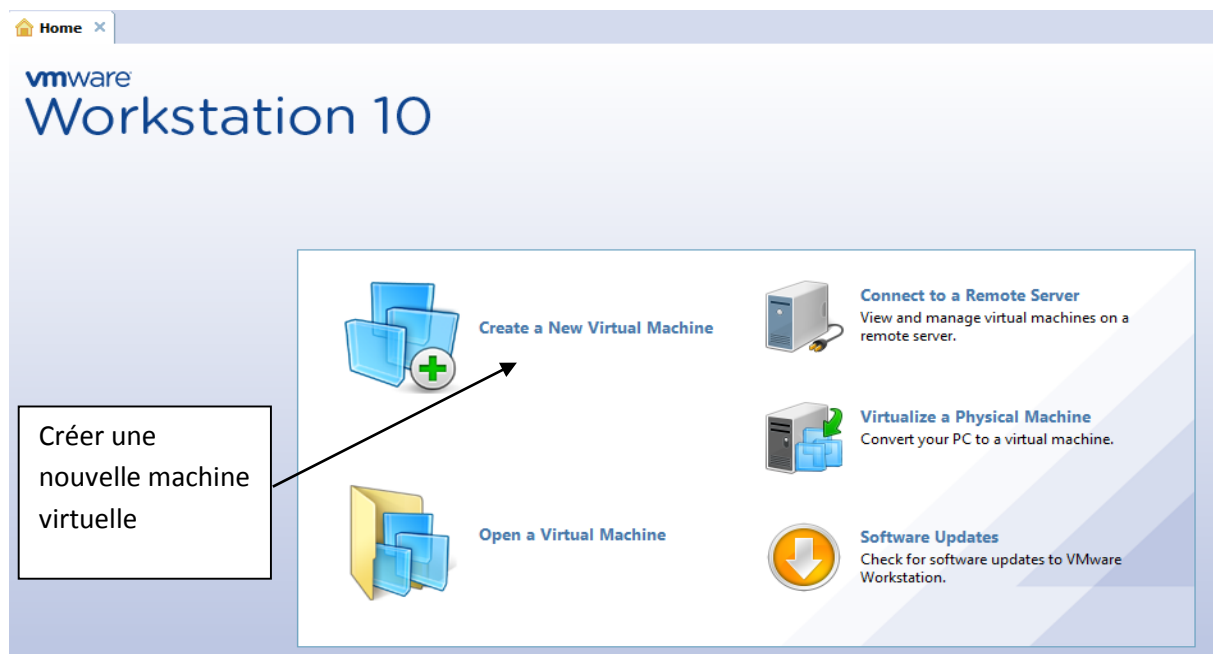 Home
vmware
Workstation 10
Create a New Virtual Machine
Connect to a Remote Server
View and manage virtual machines on a
remote server.
Créer une
nouvelle machine
virtuelle
Virtualize a Physical Machine
Convert your PC to a virtual machine.
Open a Virtual Machine
Software Updates
Check for software updates to VMware
Workstation.